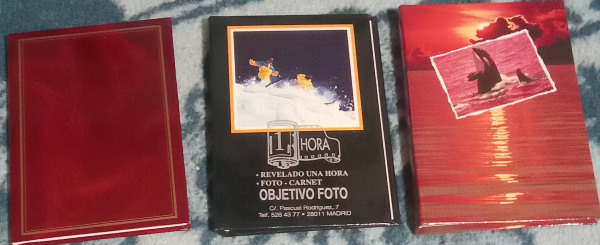 1 HORA
• REVELADO UNA HORA
• FOTO - CARNET
OBJETIVO FOTO
C/. Pascual Rodríguez, 7
Telf. 526 43 77 • 28011 MADRID